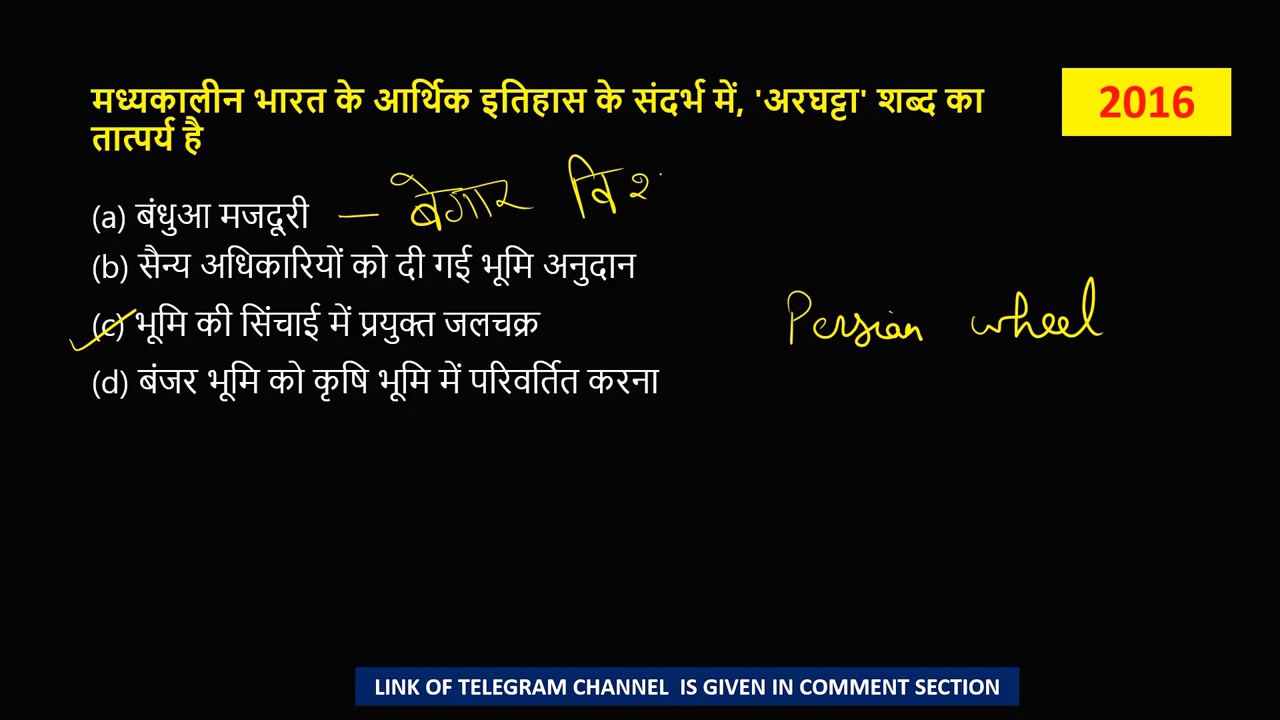 मध्यकालीन भारत के आर्थिक इतिहास के संदर्भ में, 'अरघट्टा' शब्द का
तात्पर्य है
2016
(a) बंधुआ मजदूरी — बेगार
(b) सैन्य अधिकारियों को दी गई भूमि अनुदान
(c) भूमि की सिंचाई में प्रयुक्त जलचक्र
Persian wheel
(d) बंजर भूमि को कृषि भूमि में परिवर्तित करना
LINK OF TELEGRAM CHANNEL IS GIVEN IN COMMENT SECTION